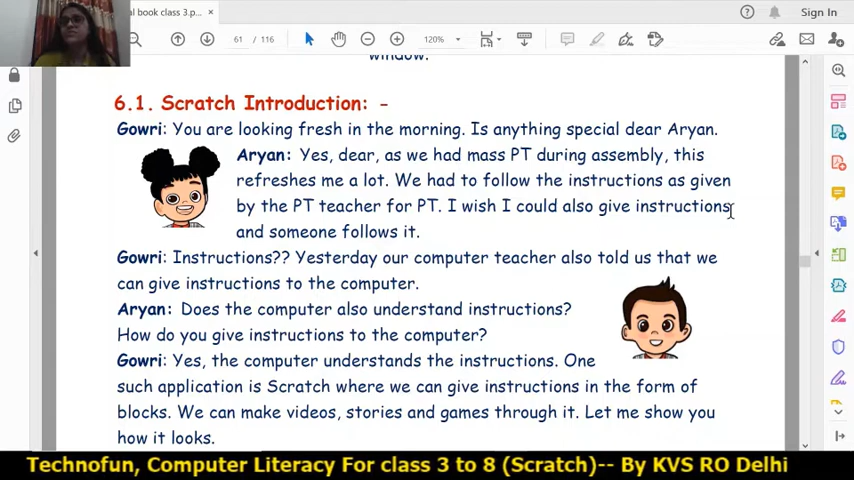 al book class 3.p... ×
Sign In
61 / 116
120%
window.
6.1. Scratch Introduction: -
Gowri: You are looking fresh in the morning. Is anything special dear Aryan.
Aryan: Yes, dear, as we had mass PT during assembly, this
refreshes me a lot. We had to follow the instructions as given
by the PT teacher for PT. I wish I could also give instructions
and someone follows it.
Gowri: Instructions?? Yesterday our computer teacher also told us that we
can give instructions to the computer.
Aryan: Does the computer also understand instructions?
How do you give instructions to the computer?
Gowri: Yes, the computer understands the instructions. One
such application is Scratch where we can give instructions in the form of
blocks. We can make videos, stories and games through it. Let me show you
how it looks.
Technofun, Computer Literacy For class 3 to 8 (Scratch)-- By KVS RO Delhi